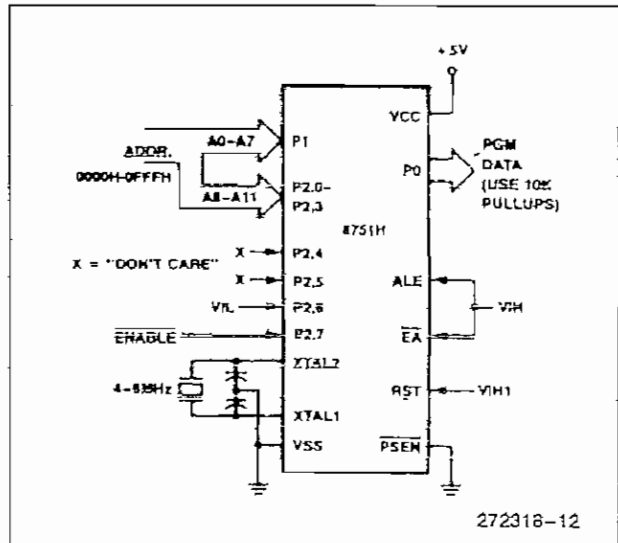 +5V
VCC
A0-A7
P1
PGM
DATA
(USE 10K
PULLUPS)
P0
ADDR.
0000H-0FFFH
A8-A11
P2.0-
P2.3
8751H
X
P2.4
X = "DON'T CARE"
X
P2.5
ALE
VIL
P2.6
VIH
ENABLE
P2.7
EA
XTAL2
4-6MHz
RST
VIH1
XTAL1
VSS
PSEN
272318-12